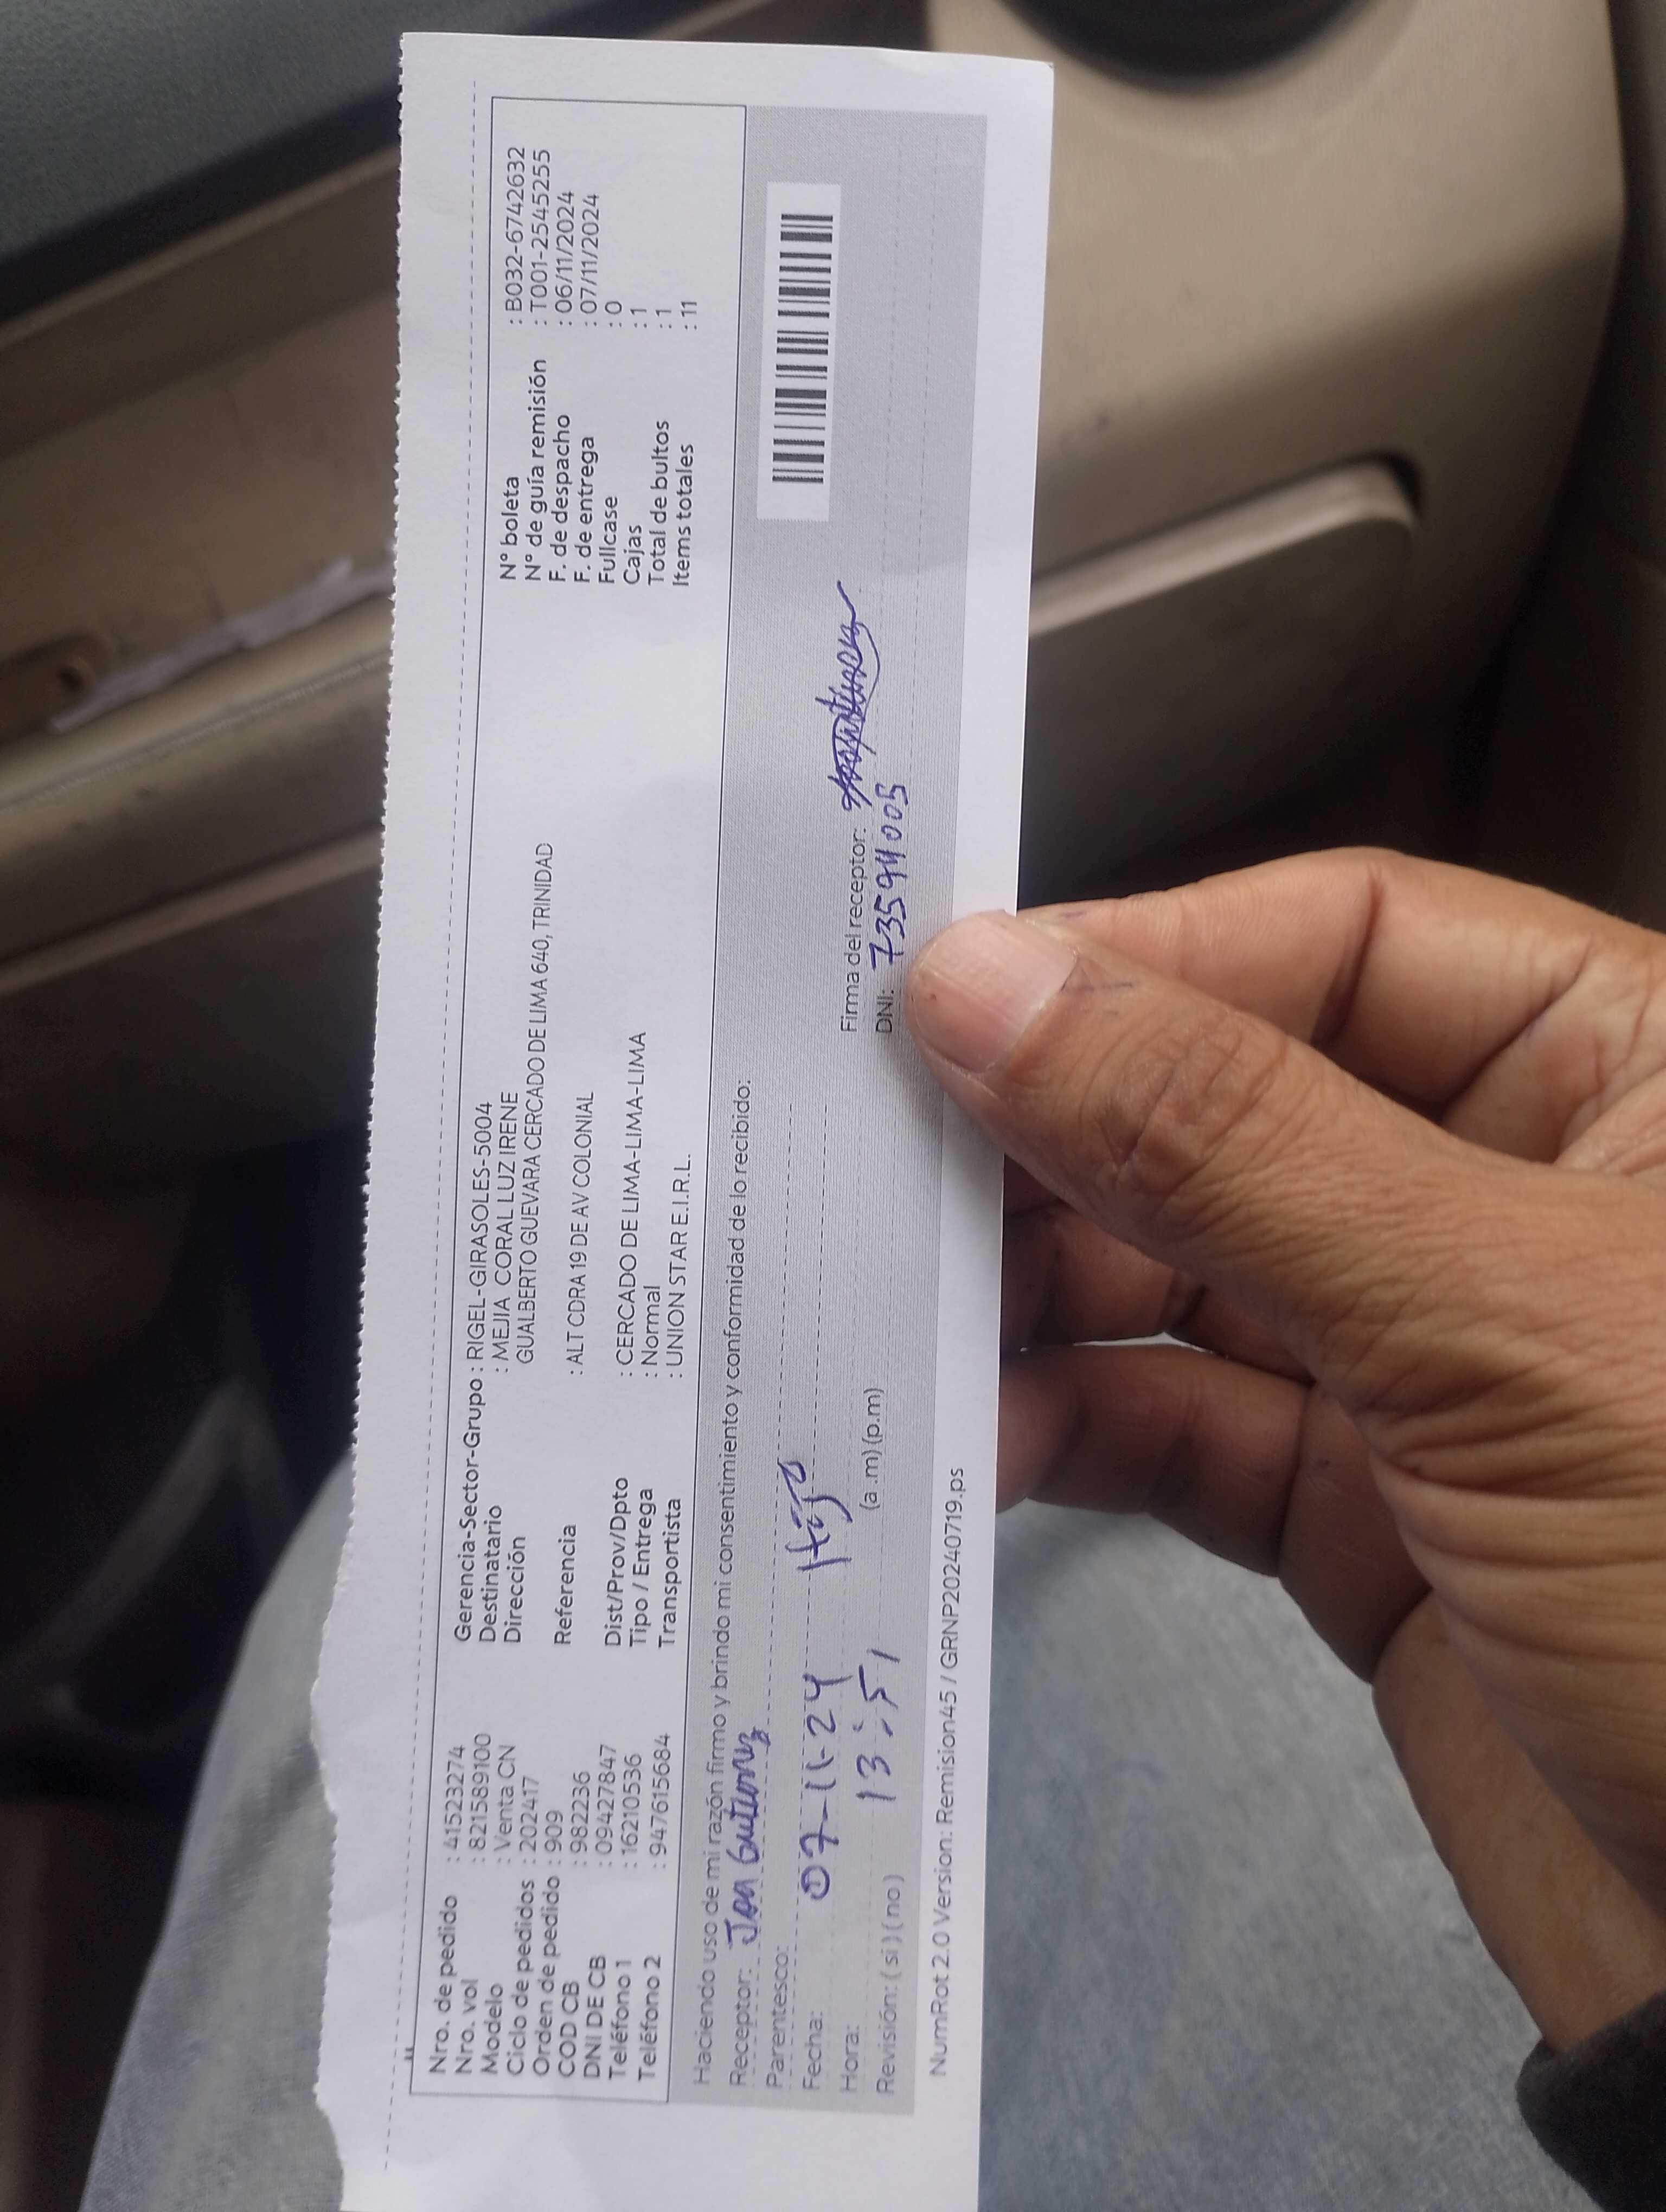 Nro. de pedido : 41523274
Nro. vol : 821589100
Modelo : Venta CN
Ciclo de pedidos : 202417
Orden de pedido : 909
COD CB : 982236
DNI DE CB : 09427847
Teléfono 1 : 16210536
Teléfono 2 : 947615684
Gerencia-Sector-Grupo : RIGEL-GIRASOLES-5004
Destinatario : MEJIA CORAL LUZ IRENE
Dirección GUALBERTO GUEVARA CERCADO DE LIMA 640, TRINIDAD
Referencia : ALT CDRA 19 DE AV COLONIAL
Dist/Prov/Dpto : CERCADO DE LIMA-LIMA-LIMA
Tipo / Entrega : Normal
Transportista : UNION STAR E.I.R.L.
N° boleta : B032-6742632
N° de guía remisión : T001-2545255
F. de despacho : 06/11/2024
F. de entrega : 07/11/2024
Fullcase : 0
Cajas : 1
Total de bultos : 1
Items totales : 11
Haciendo uso de mi razón firmo y brindo mi consentimiento y conformidad de lo recibido:
Receptor:
Parentesco: Hijo
Fecha: 07-11-24
Hora: 13:51 (a .m) (p.m)
Revisión: ( si ) ( no )
Firma del receptor:
DNI: 73594005
NumRot 2.0 Version: Remision45 / GRNP20240719.ps